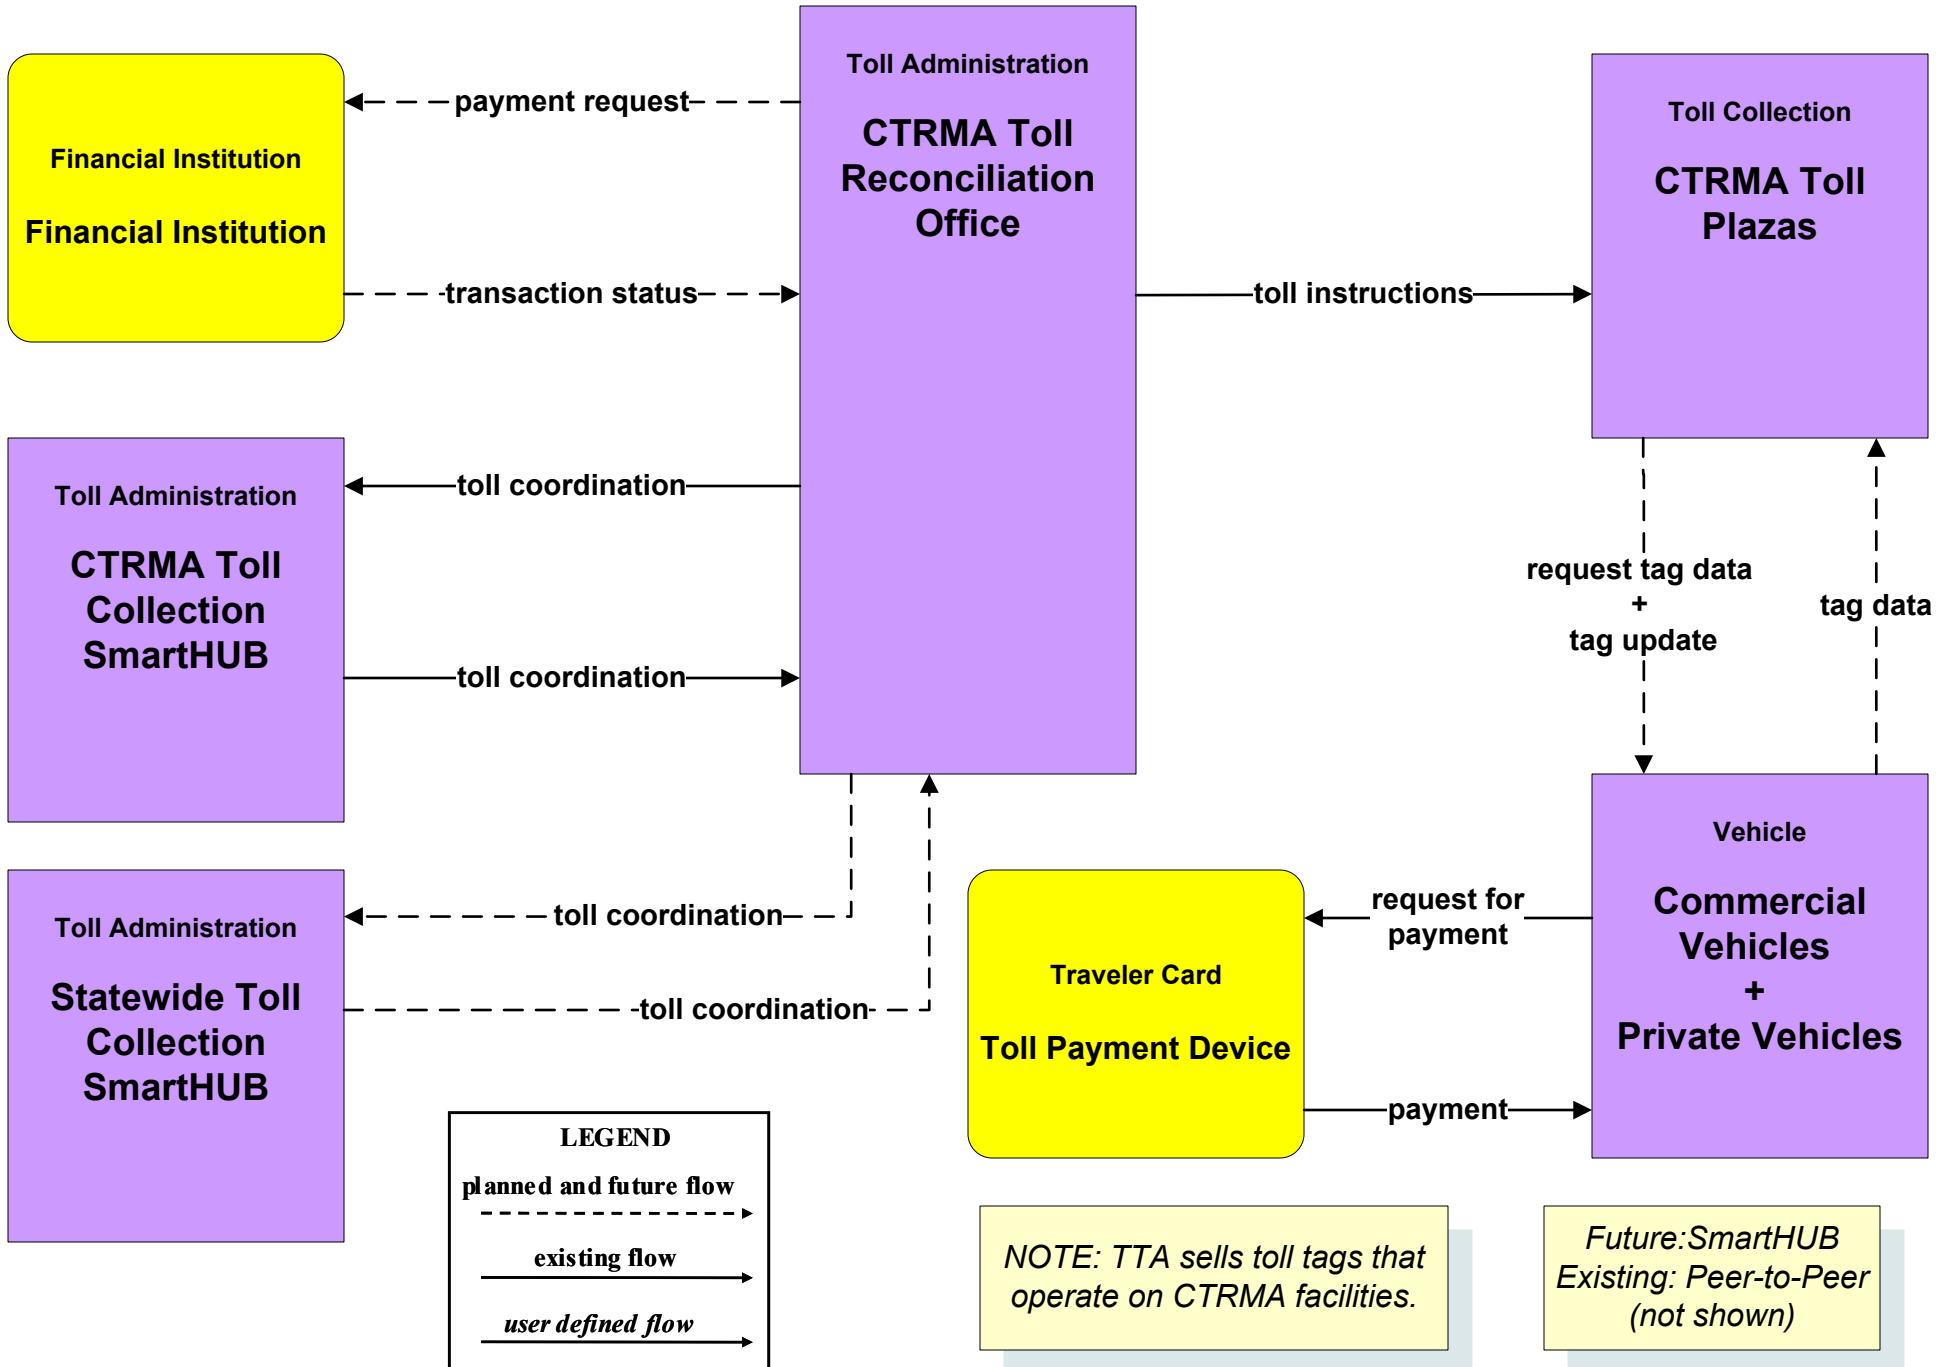 Financial Institution
Financial Institution
payment request
transaction status
Toll Administration
CTRMA Toll
Reconciliation
Office
toll instructions
Toll Collection
CTRMA Toll
Plazas
Toll Administration
CTRMA Toll
Collection
SmartHUB
toll coordination
toll coordination
request tag data
+
tag update
tag data
Toll Administration
Statewide Toll
Collection
SmartHUB
toll coordination
toll coordination
Traveler Card
Toll Payment Device
request for
payment
payment
Vehicle
Commercial
Vehicles
+
Private Vehicles
LEGEND
planned and future flow
existing flow
user defined flow
NOTE: TTA sells toll tags that
operate on CTRMA facilities.
Future:SmartHUB
Existing: Peer-to-Peer
(not shown)